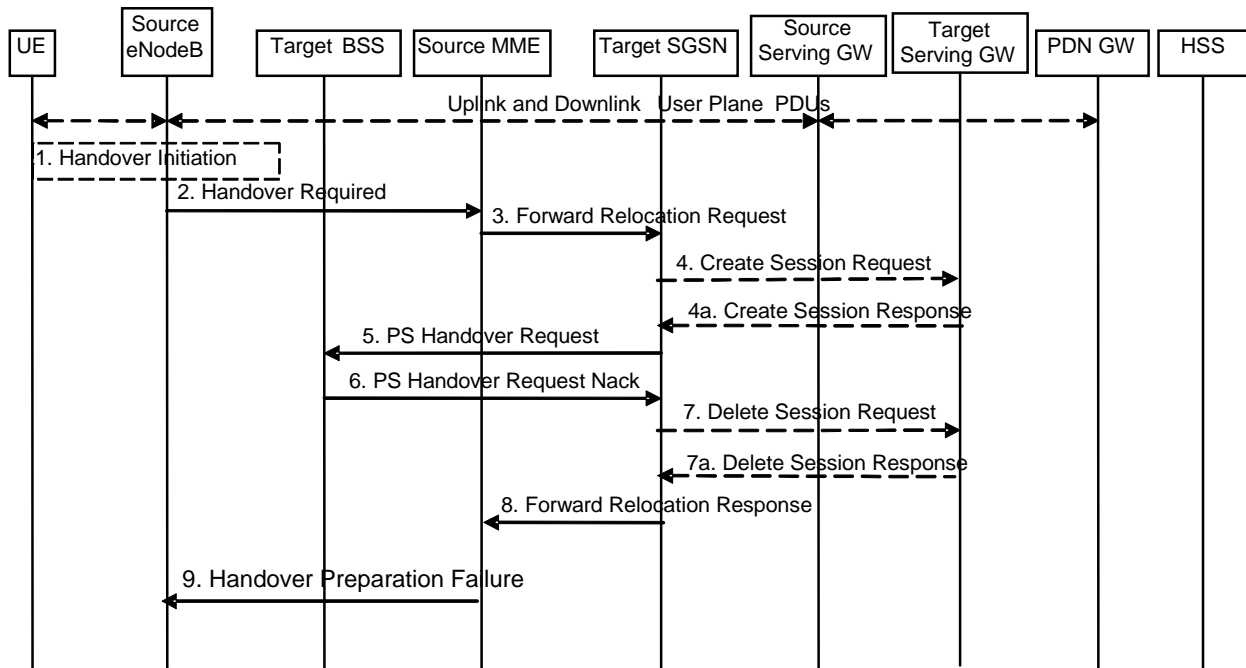 UE
Source
eNodeB
Target BSS
Source MME
Target SGSN
Source
Serving GW
Target
Serving GW
PDN GW
HSS
Uplink and Downlink User Plane PDUs
1. Handover Initiation
2. Handover Required
3. Forward Relocation Request
4. Create Session Request
4a. Create Session Response
5. PS Handover Request
6. PS Handover Request Nack
7. Delete Session Request
7a. Delete Session Response
8. Forward Relocation Response
9. Handover Preparation Failure